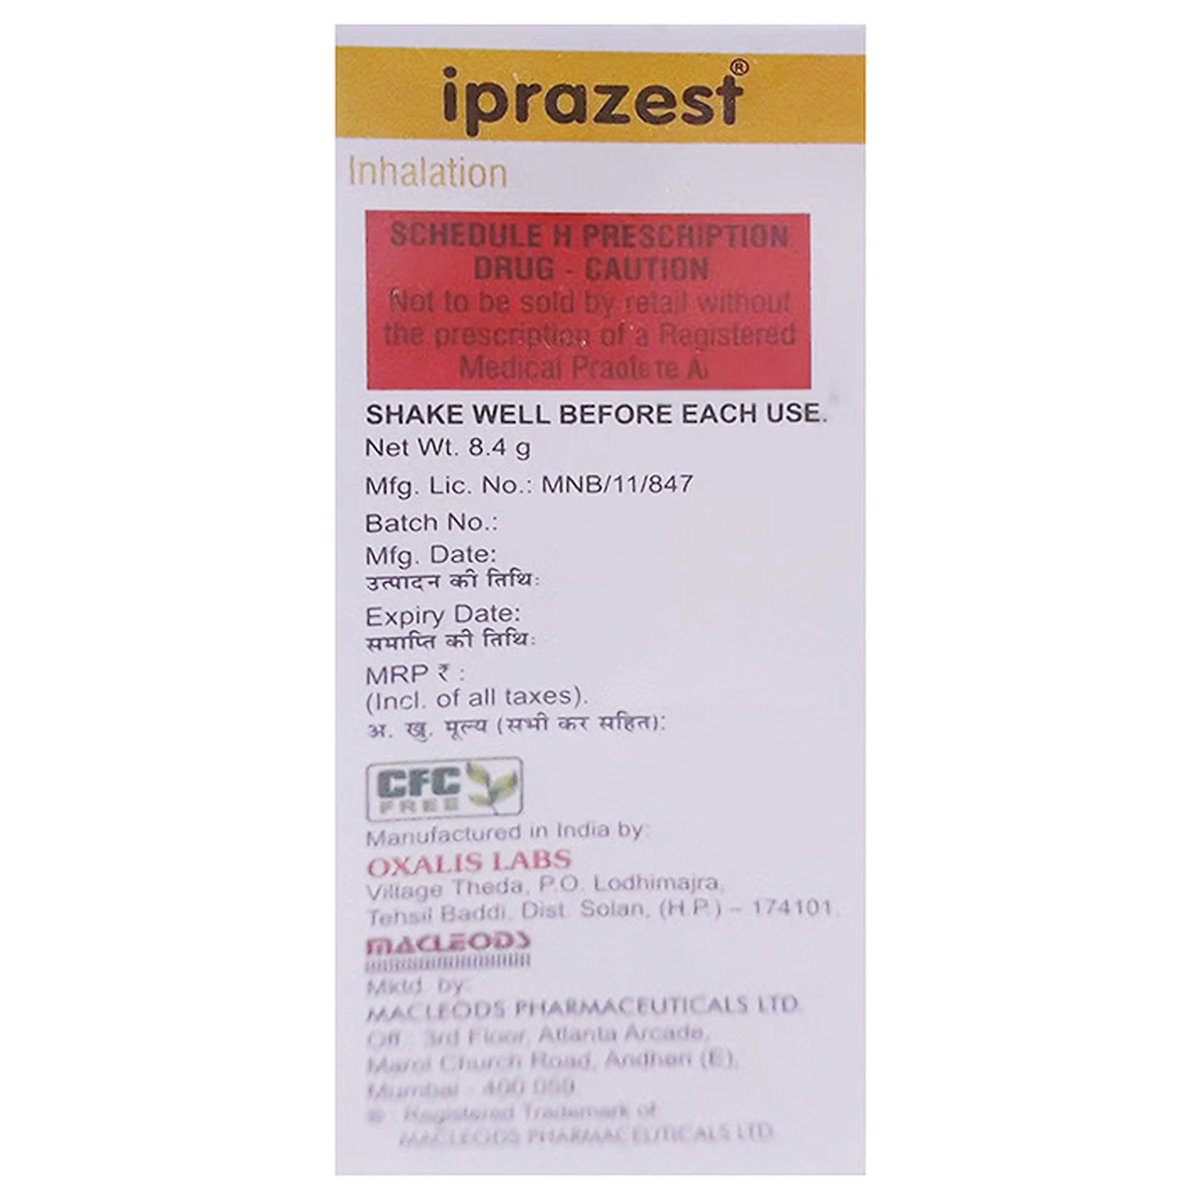 iprazest®
Inhalation
SCHEDULE H PRESCRIPTION
DRUG - CAUTION
Not to be sold by retail without
the prescription of a Registered
Medical
SHAKE WELL BEFORE EACH USE.
Net Wt. 8.4 g
Mfg. Lic. No.: MNB/11/847
Batch No.:
Mfg. Date:
उत्पादन की तिथि:
Expiry Date:
समाप्ति की तिथि:
MRP ₹ :
(Incl. of all taxes).
अ. खु. मूल्य (सभी कर सहित):
CFC
FREE
Manufactured in India by:
OXALIS LABS
Village Theda, P.O. Lodhimajra,
Tehsil Baddi, Dist. Solan, (H.P.) – 174101.
MACLEODS
Mktd. by:
MACLEODS PHARMACEUTICALS LTD.
Off : 3rd Floor, Atlanta Arcade,
Marol Church Road, Andheri (E),
Mumbai - 400 059.
® : Registered Trademark of
MACLEODS PHARMACEUTICALS LTD.